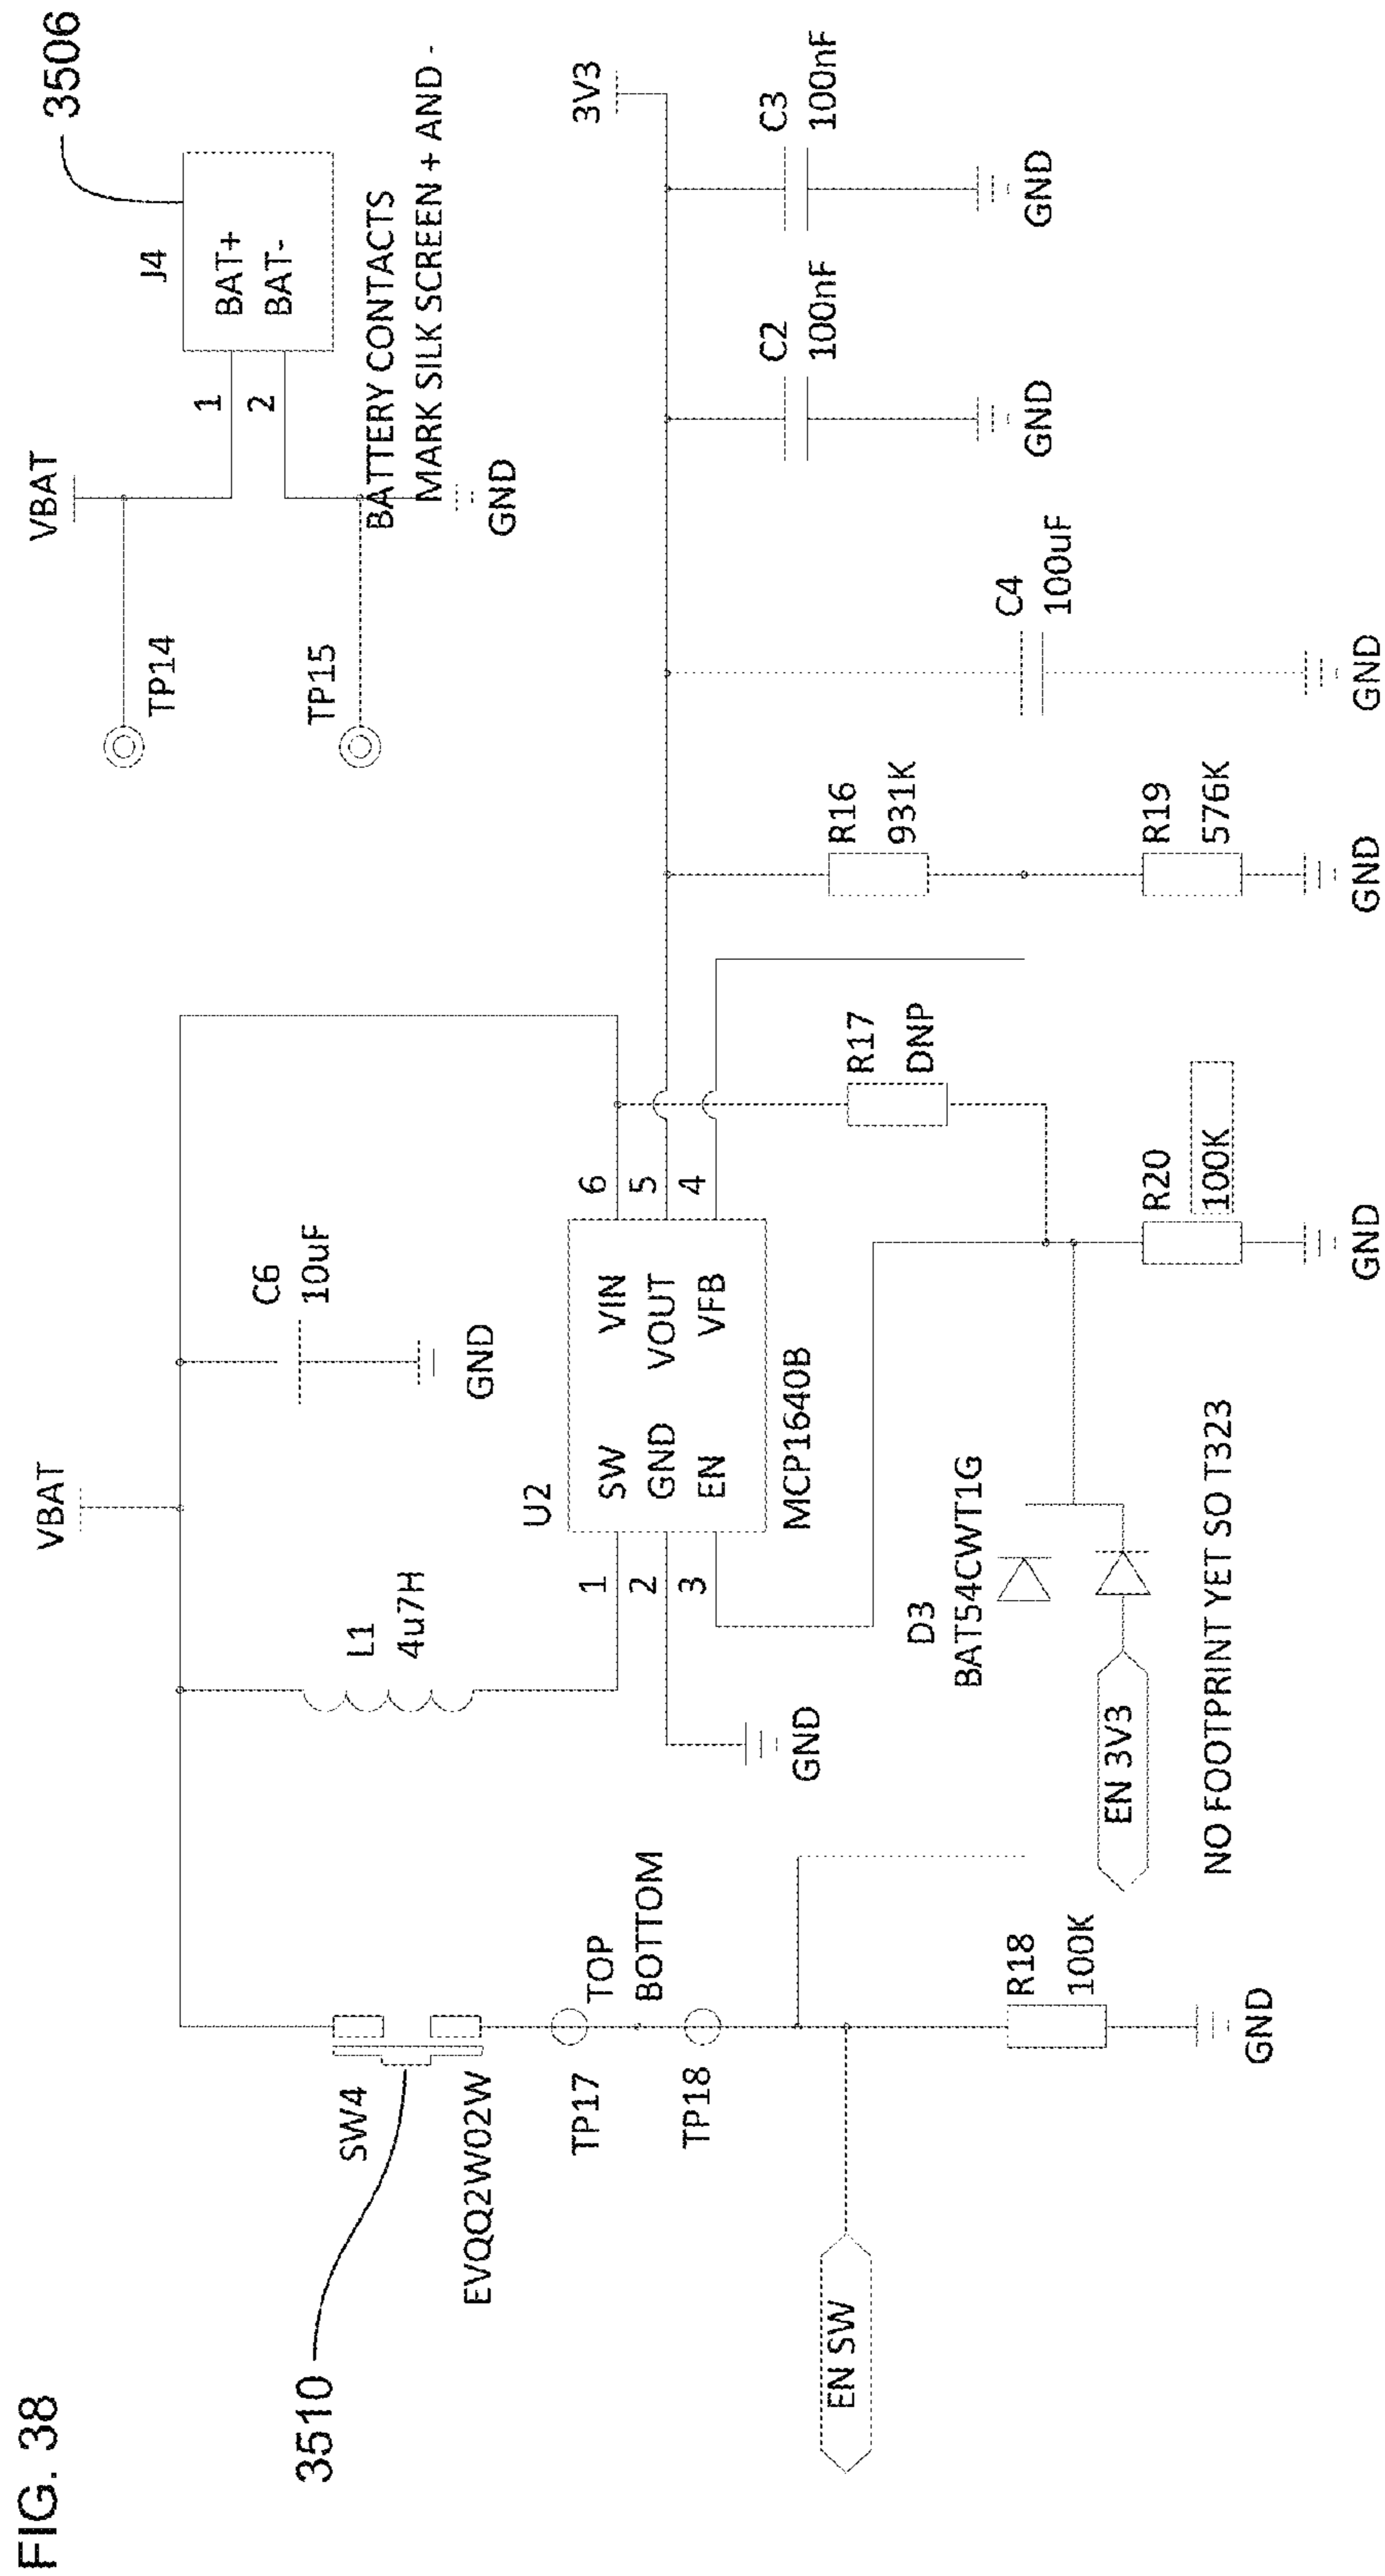 FIG. 38
VBAT
3506
J4
BAT+
BAT-
1
2
TP14
TP15
BATTERY CONTACTS
MARK SILK SCREEN + AND -
GND
VBAT
3510
SW4
EVQQ2W02W
TP17
TOP
BOTTOM
TP18
EN SW
R18
100K
GND
L1
4u7H
C6
10uF
GND
U2
1
2
3
SW
GND
EN
VIN
VOUT
VFB
6
5
4
MCP1640B
GND
D3
BAT54CWT1G
EN 3V3
NO FOOTPRINT YET SO T323
R17
DNP
R20
100K
GND
R16
931K
R19
576K
GND
C4
100uF
GND
C2
100nF
GND
3V3
C3
100nF
GND